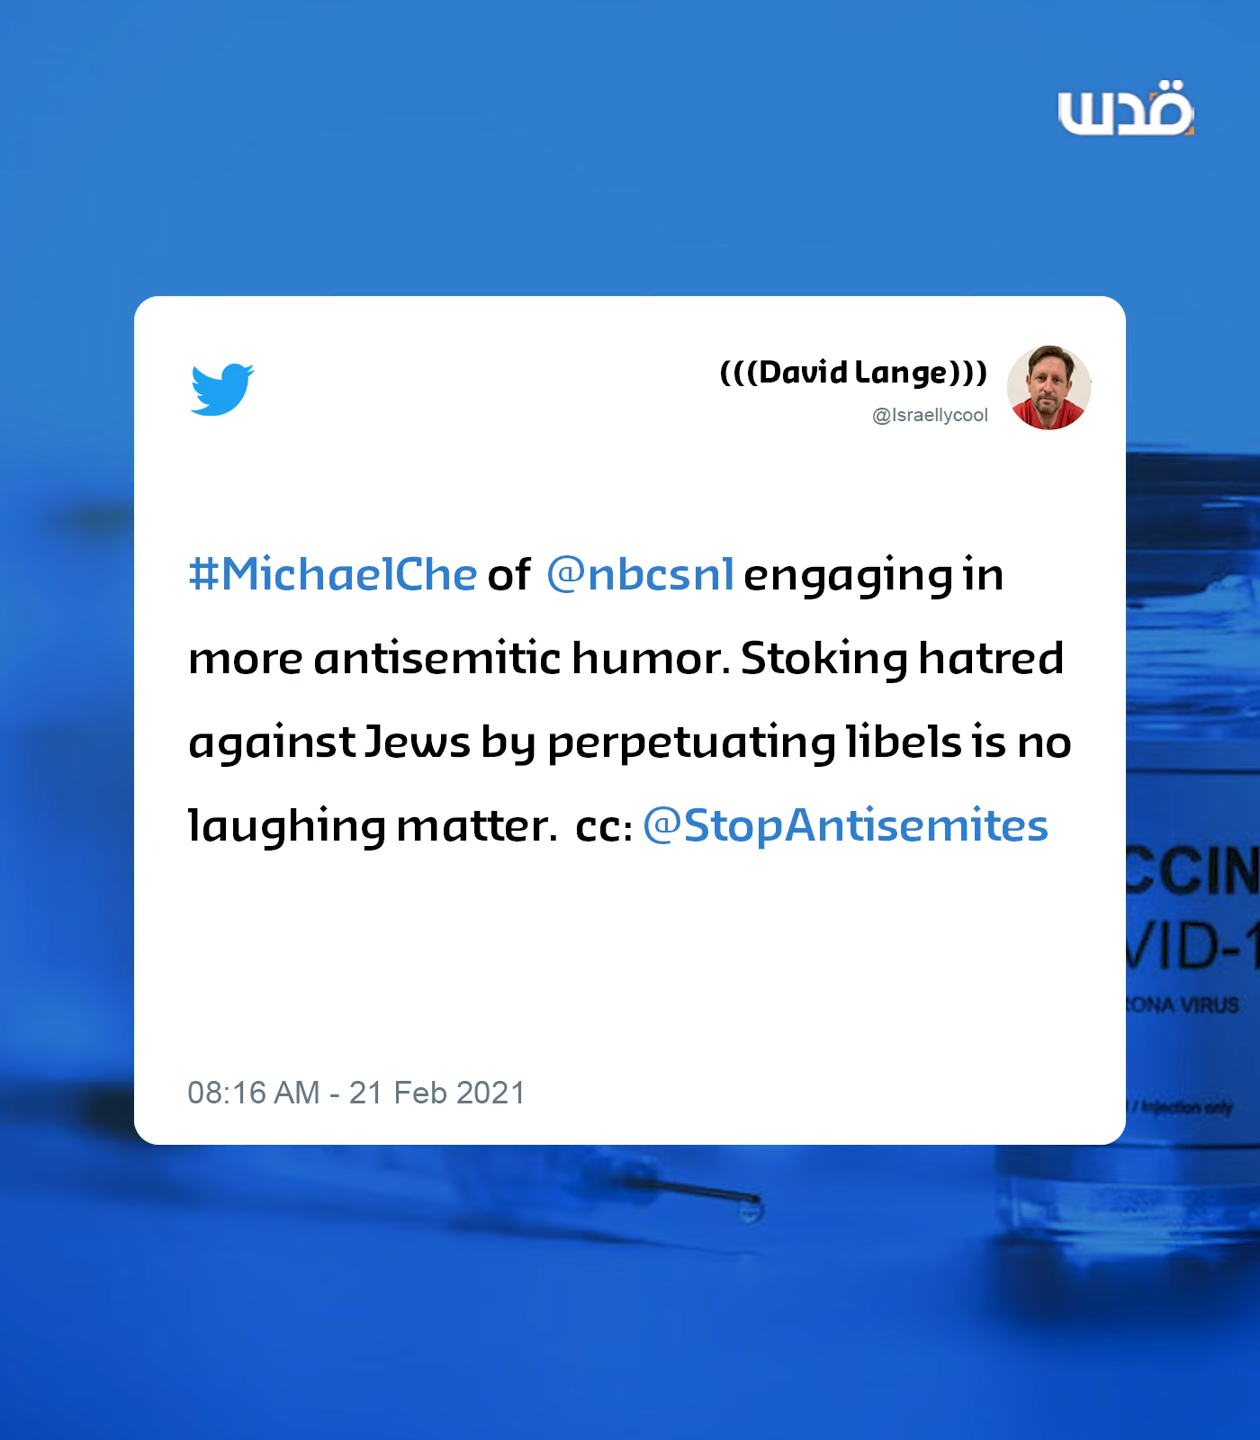 قدس
(((David Lange)))
@Israellycool
#MichaelChe of @nbcsnl engaging in
more antisemitic humor. Stoking hatred
against Jews by perpetuating libels is no
laughing matter. cc: @StopAntisemites
CCIN
VID-1
RONA VIRUS
/ Injection only
08:16 AM - 21 Feb 2021